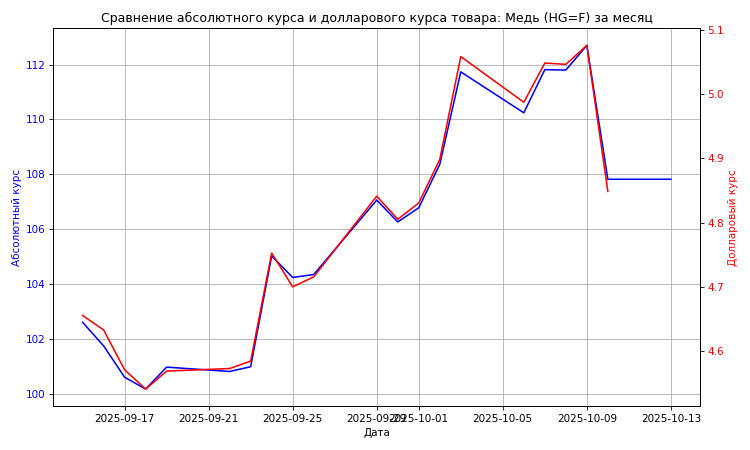 Сравнение абсолютного курса и долларового курса товара: Медь (HG=F) за месяц
Абсолютный курс
112
110
108
106
104
102
100
5.1
5.0
4.9
4.8
4.7
4.6
Долларовый курс
2025-09-17 2025-09-21 2025-09-25 2025-09-29 2025-10-01 2025-10-05 2025-10-09 2025-10-13
Дата